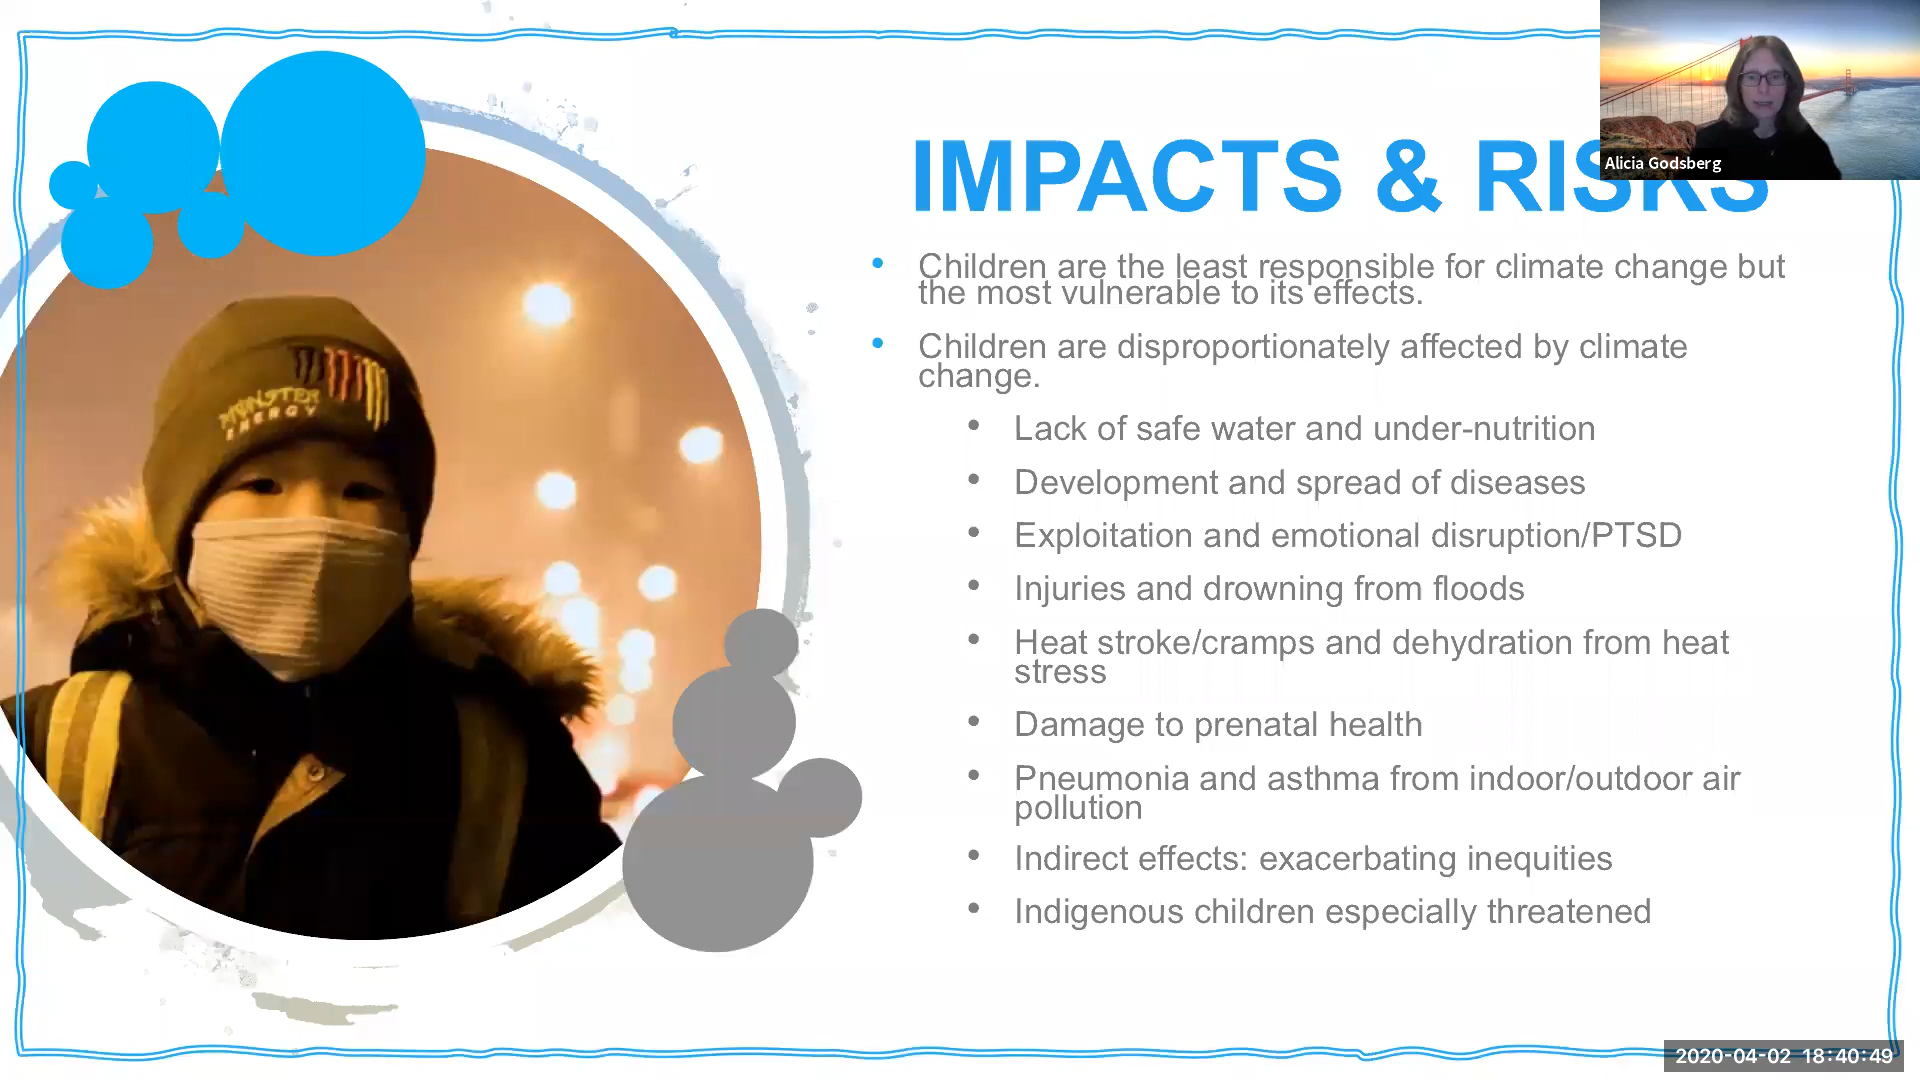 Alicia Godsberg
IMPACTS & RISKS
• Children are the least responsible for climate change but
the most vulnerable to its effects.
• Children are disproportionately affected by climate
change.
• Lack of safe water and under-nutrition
• Development and spread of diseases
• Exploitation and emotional disruption/PTSD
• Injuries and drowning from floods
• Heat stroke/cramps and dehydration from heat
stress
• Damage to prenatal health
• Pneumonia and asthma from indoor/outdoor air
pollution
• Indirect effects: exacerbating inequities
• Indigenous children especially threatened
MONSTER
ENERGY
2020-04-02 18:40:49